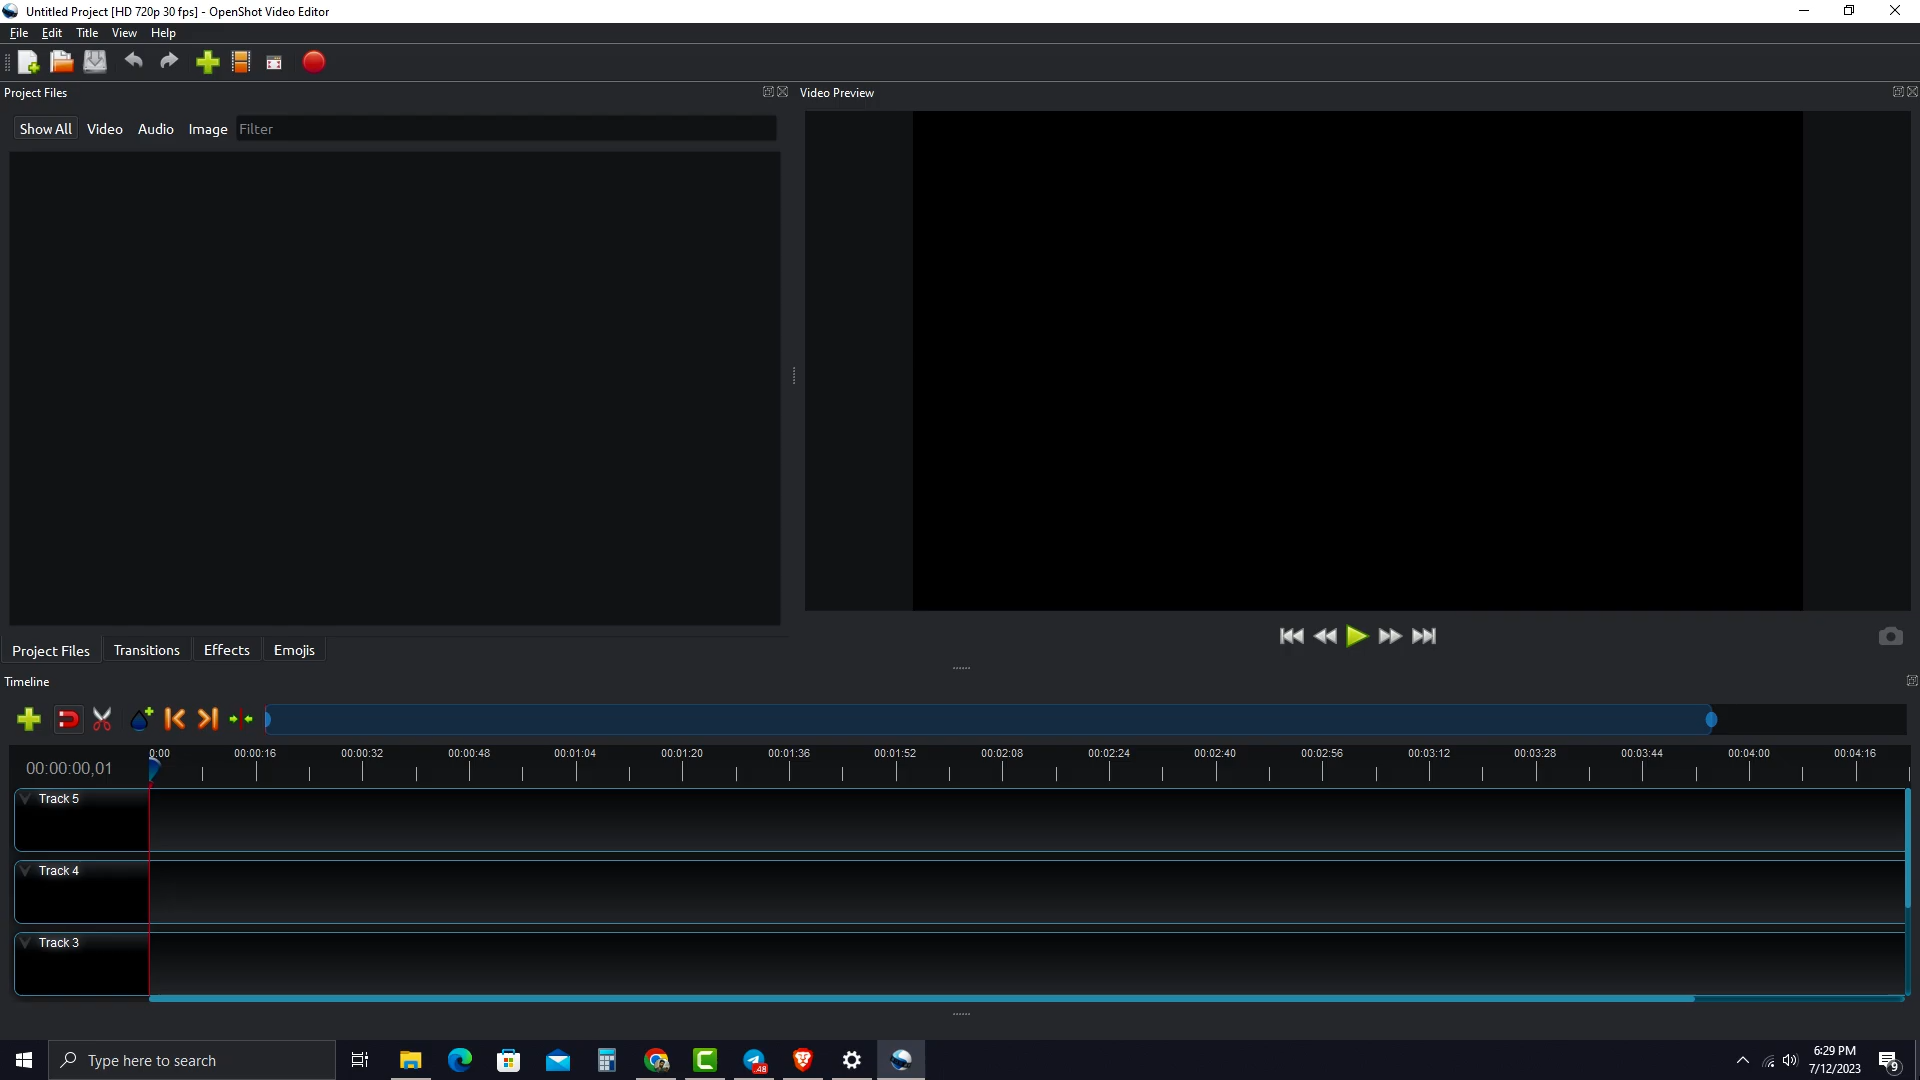 Untitled Project [HD 720p 30 fps] - OpenShot Video Editor
File Edit Title View Help
Project Files
Video Preview
Show All Video Audio Image Filter
Project Files Transitions Effects Emojis
Timeline
0:00 00:00:16 00:00:32 00:00:48 00:01:04 00:01:20 00:01:36 00:01:52 00:02:08 00:02:24 00:02:40 00:02:56 00:03:12 00:03:28 00:03:44 00:04:00 00:04:16
00:00:00,01
Track 5
Track 4
Track 3
Type here to search
48
6:29 PM
7/12/2023
9